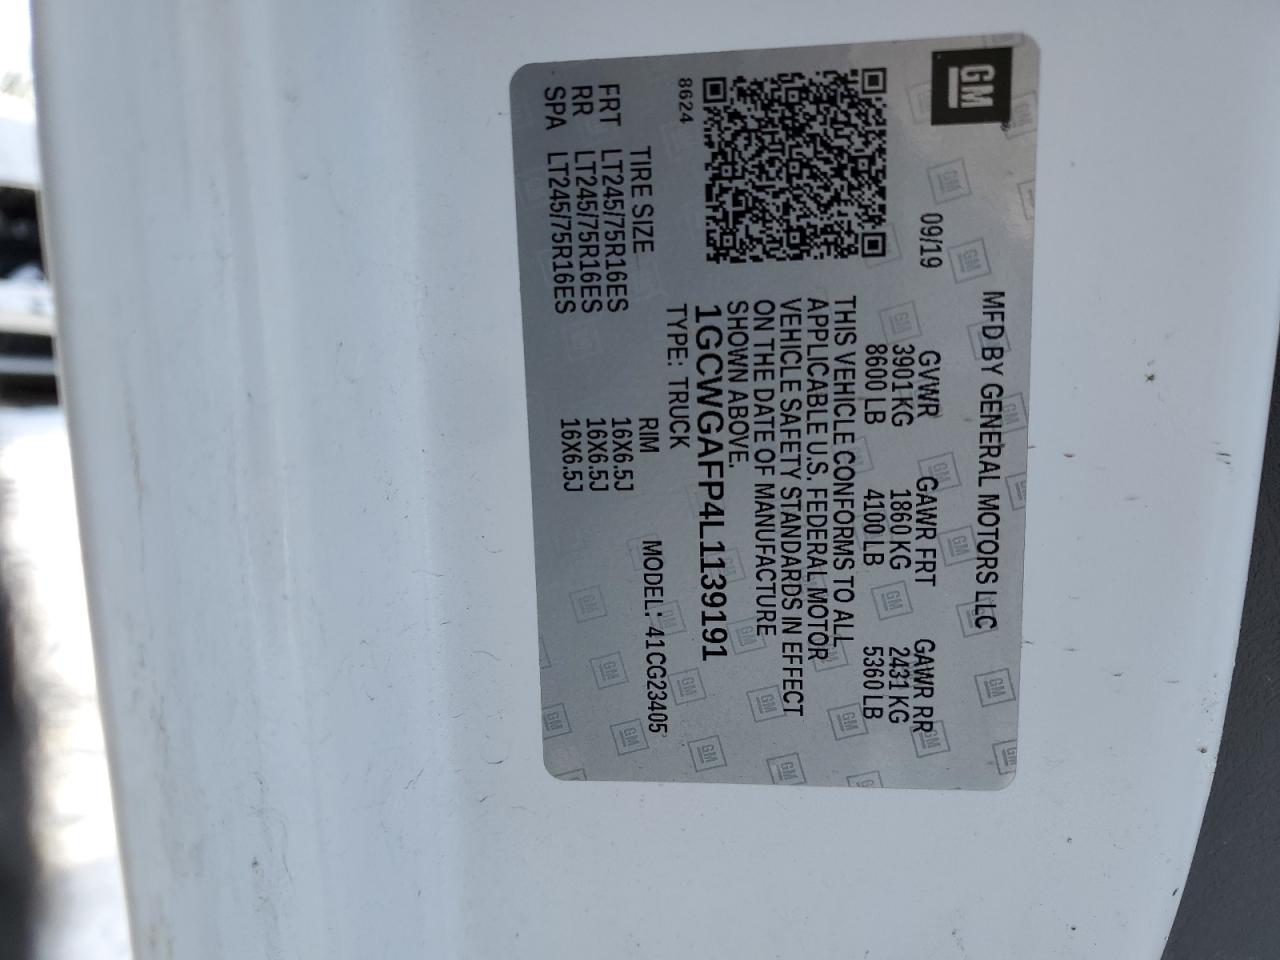 GM
MFD BY GENERAL MOTORS LLC
09/19
GVWR GAWR FRT GAWR RR
3901 KG 1860 KG 2431 KG
8600 LB 4100 LB 5360 LB
THIS VEHICLE CONFORMS TO ALL
APPLICABLE U.S. FEDERAL MOTOR
VEHICLE SAFETY STANDARDS IN EFFECT
ON THE DATE OF MANUFACTURE
SHOWN ABOVE.
8624
1GCWGAFP4L1139191
TYPE: TRUCK MODEL: 41CG23405
TIRE SIZE RIM
FRT LT245/75R16ES 16X6.5J
RR LT245/75R16ES 16X6.5J
SPA LT245/75R16ES 16X6.5J